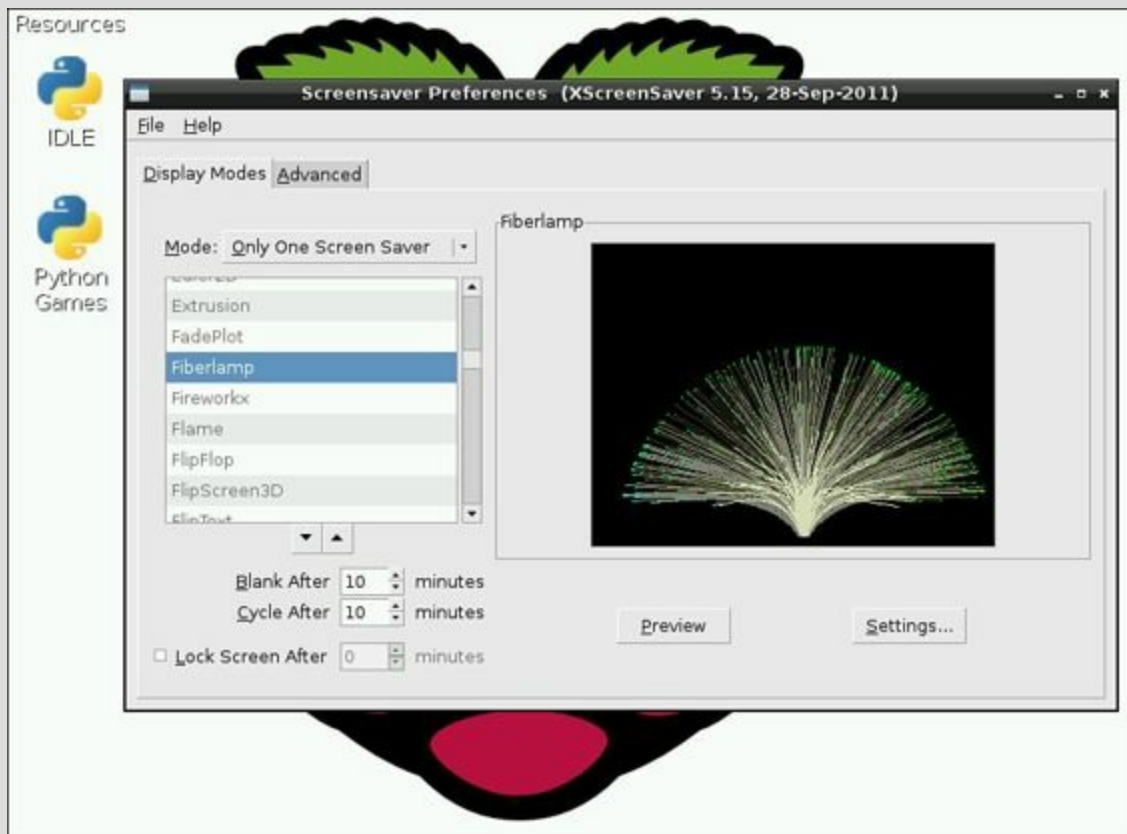 Resources
IDLE
Python
Games
Screensaver Preferences (XScreenSaver 5.15, 28-Sep-2011)
File Help
Display Modes Advanced
Mode: Only One Screen Saver
Extrusion
FadePlot
Fiberlamp
Fireworkx
Flame
FlipFlop
FlipScreen3D
FlipText
Blank After 10 minutes
Cycle After 10 minutes
Lock Screen After 0 minutes
Fiberlamp
Preview Settings...